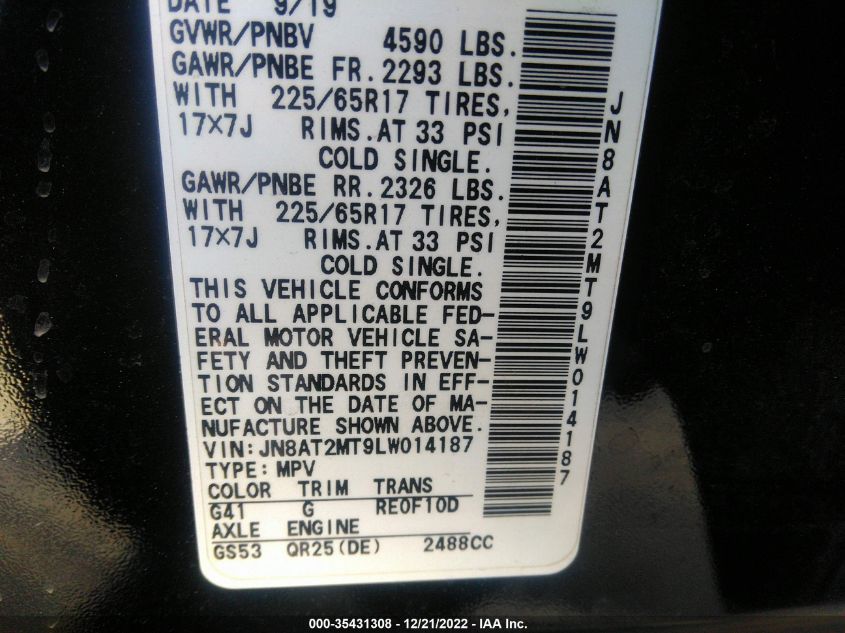 DATE 9/19
GVWR/PNBV 4590 LBS.
GAWR/PNBE FR. 2293 LBS.
WITH 225/65R17 TIRES,
17X7J RIMS. AT 33 PSI
COLD SINGLE.
GAWR/PNBE RR. 2326 LBS.
WITH 225/65R17 TIRES,
17X7J RIMS. AT 33 PSI
COLD SINGLE.
THIS VEHICLE CONFORMS
TO ALL APPLICABLE FED-
ERAL MOTOR VEHICLE SA-
FETY AND THEFT PREVEN-
TION STANDARDS IN EFF-
ECT ON THE DATE OF MA-
NUFACTURE SHOWN ABOVE.
VIN:JN8AT2MT9LW014187
TYPE:MPV
COLOR TRIM TRANS
G41 G RE0F10D
AXLE ENGINE
GS53 QR25(DE) 2488CC
JN8AT2MT9LW014187
000-35431308 - 12/21/2022 - IAA Inc.